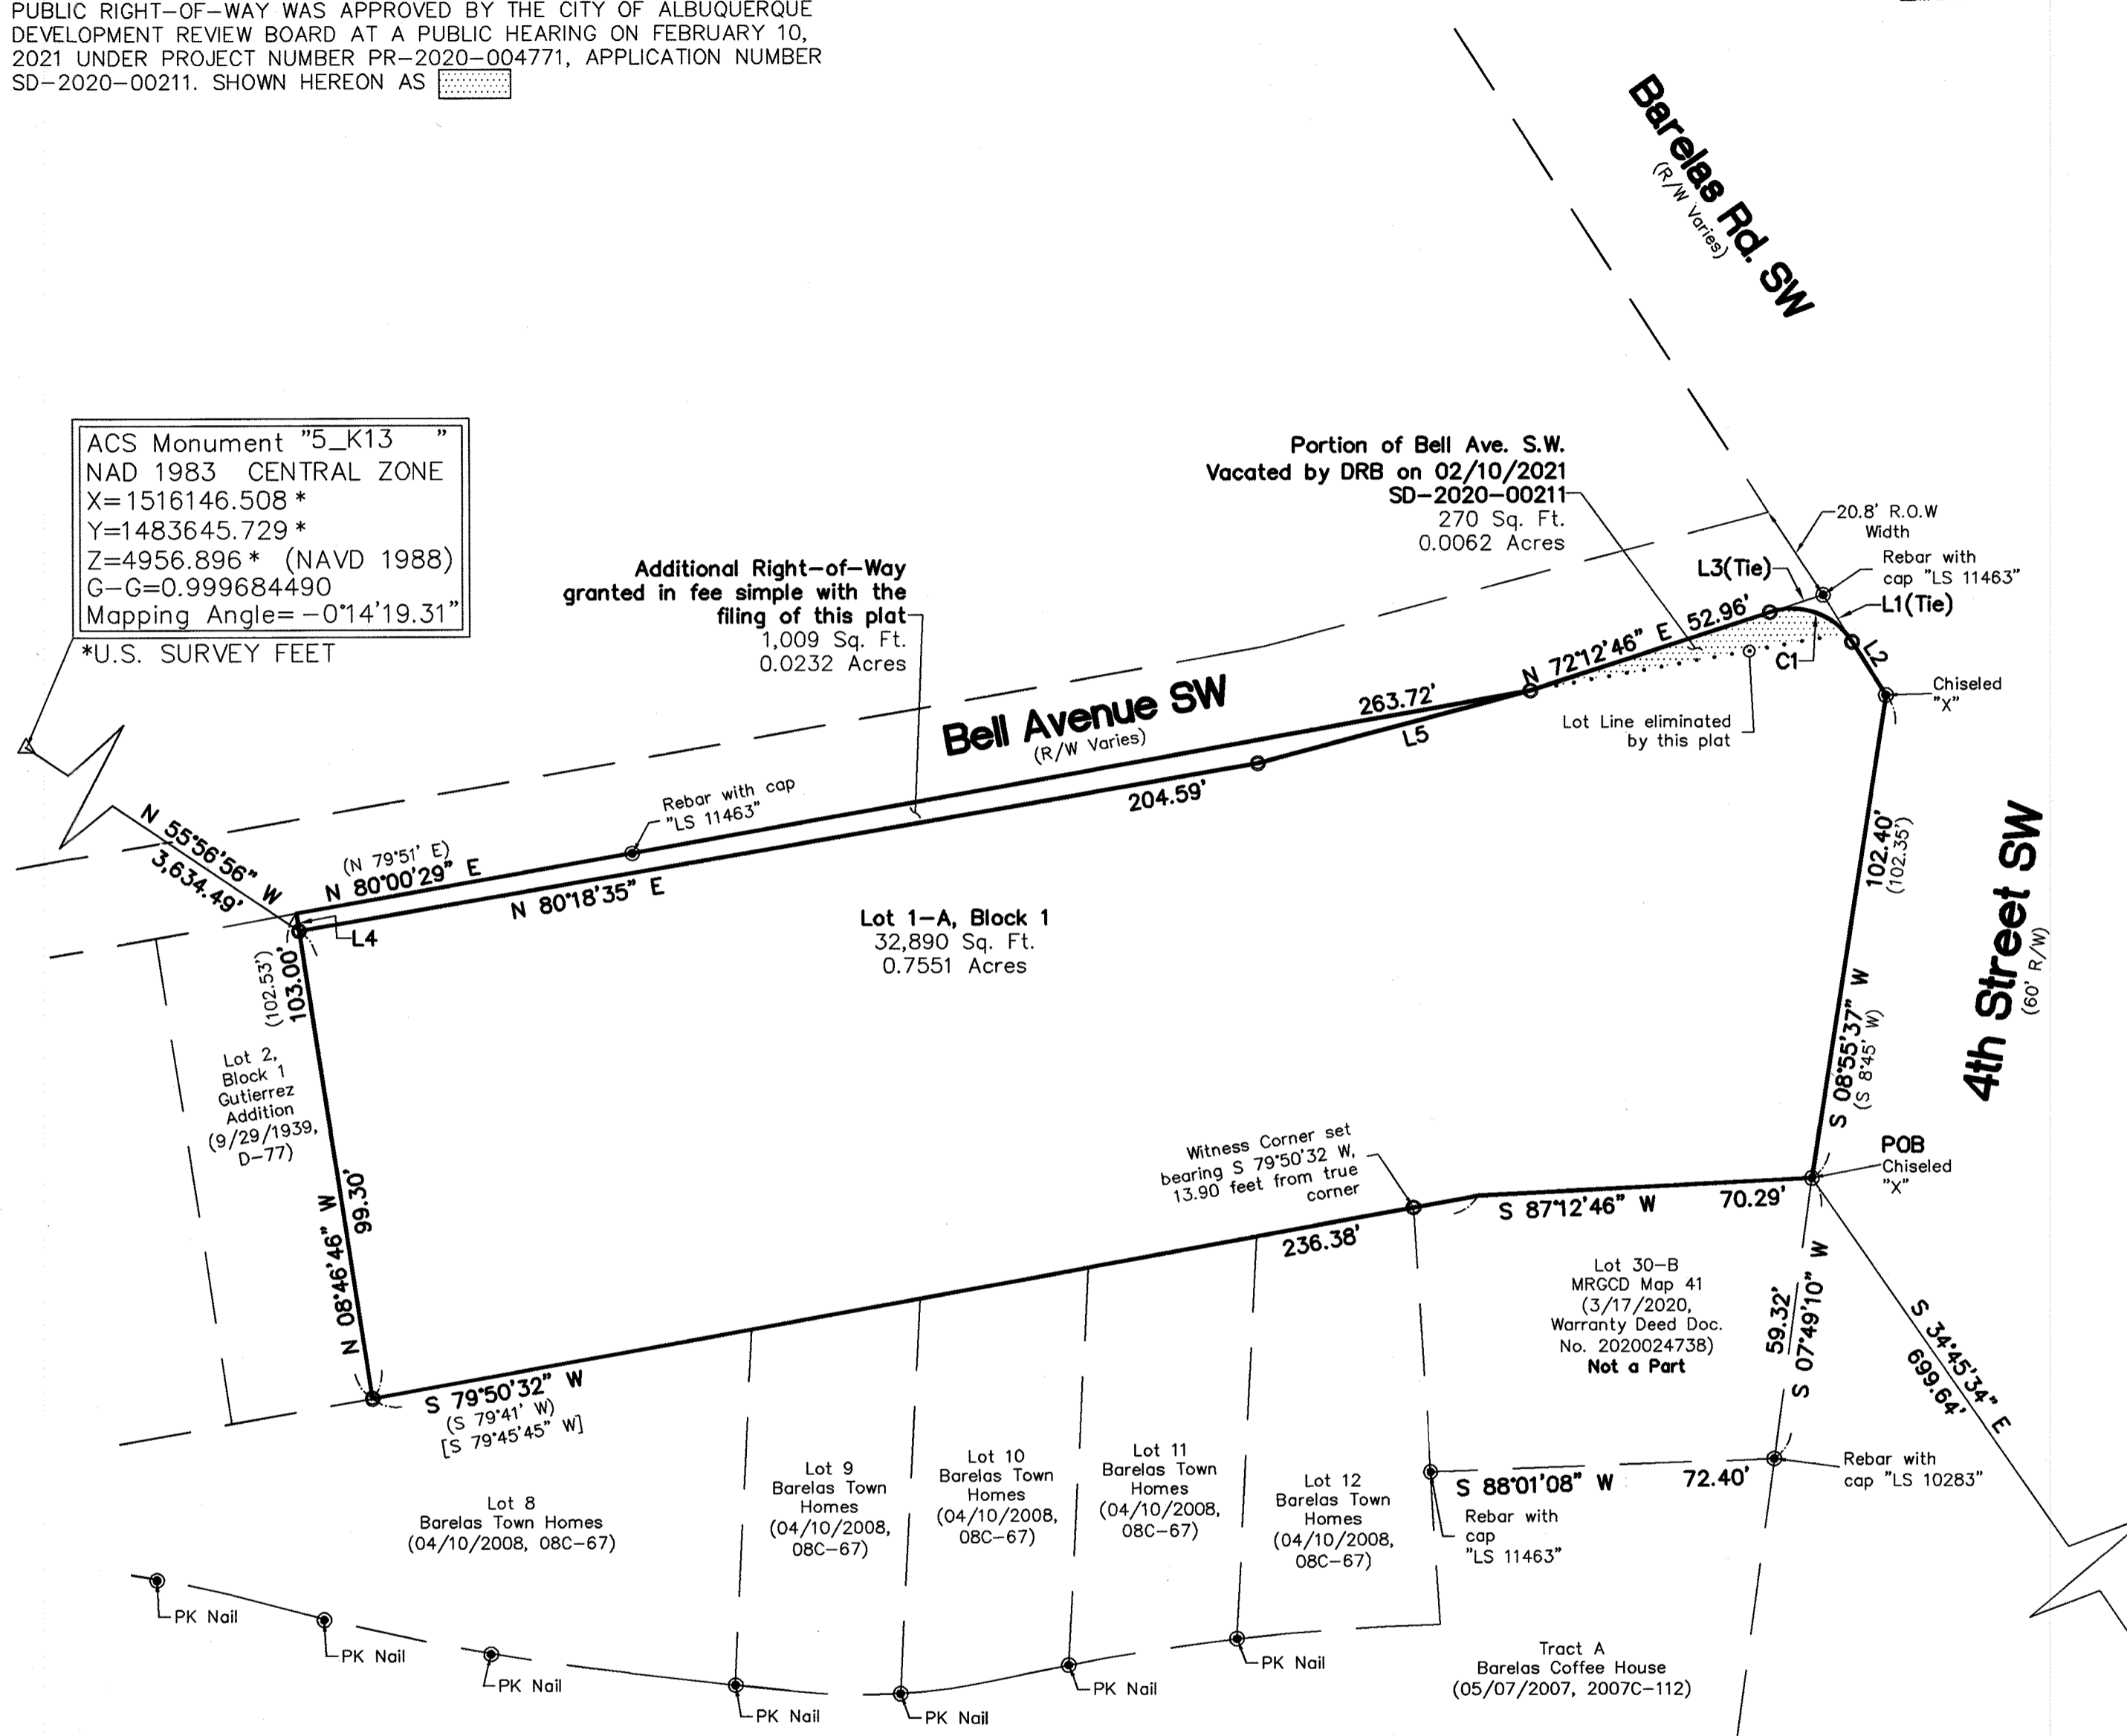 PUBLIC RIGHT-OF-WAY WAS APPROVED BY THE CITY OF ALBUQUERQUE
DEVELOPMENT REVIEW BOARD AT A PUBLIC HEARING ON FEBRUARY 10,
2021 UNDER PROJECT NUMBER PR-2020-004771, APPLICATION NUMBER
SD-2020-00211. SHOWN HEREON AS
Barelas Rd. SW
(R/W Varies)
ACS Monument "5_K13 "
NAD 1983 CENTRAL ZONE
X=1516146.508 *
Y=1483645.729 *
Z=4956.896 * (NAVD 1988)
G-G=0.999684490
Mapping Angle= -0°14'19.31"
*U.S. SURVEY FEET
Portion of Bell Ave. S.W.
Vacated by DRB on 02/10/2021
SD-2020-00211
270 Sq. Ft.
0.0062 Acres
20.8' R.O.W
Width
Rebar with
cap "LS 11463"
L3(Tie)
L1(Tie)
Additional Right-of-Way
granted in fee simple with the
filing of this plat
1,009 Sq. Ft.
0.0232 Acres
N 72°12'46" E 52.96'
C1
L2
Chiseled
"X"
Lot Line eliminated
by this plat
Bell Avenue SW
(R/W Varies)
263.72'
L5
204.59'
Rebar with cap
"LS 11463"
N 55°56'56" W
3,634.49'
(N 79°51' E)
N 80°00'29" E
N 80°18'35" E
L4
Lot 1-A, Block 1
32,890 Sq. Ft.
0.7551 Acres
102.40'
(102.35')
4th Street SW
(60' R/W)
S 08°55'37" W
(S 8°45' W)
(102.53')
103.00'
Lot 2,
Block 1
Gutierrez
Addition
(9/29/1939,
D-77)
99.30'
N 08°46'46" W
Witness Corner set
bearing S 79°50'32 W,
13.90 feet from true
corner
POB
Chiseled
"X"
236.38'
S 87°12'46" W 70.29'
S 79°50'32" W
(S 79°41' W)
[S 79°45'45" W]
Lot 30-B
MRGCD Map 41
(3/17/2020,
Warranty Deed Doc.
No. 2020024738)
Not a Part
59.32'
S 07°49'10" W
S 34°45'34" E
699.64'
Lot 8
Barelas Town Homes
(04/10/2008, 08C-67)
Lot 9
Barelas Town
Homes
(04/10/2008,
08C-67)
Lot 10
Barelas Town
Homes
(04/10/2008,
08C-67)
Lot 11
Barelas Town
Homes
(04/10/2008,
08C-67)
Lot 12
Barelas Town
Homes
(04/10/2008,
08C-67)
S 88°01'08" W 72.40'
Rebar with
cap
"LS 11463"
Rebar with
cap "LS 10283"
PK Nail
PK Nail
PK Nail
PK Nail
PK Nail
PK Nail
PK Nail
Tract A
Barelas Coffee House
(05/07/2007, 2007C-112)